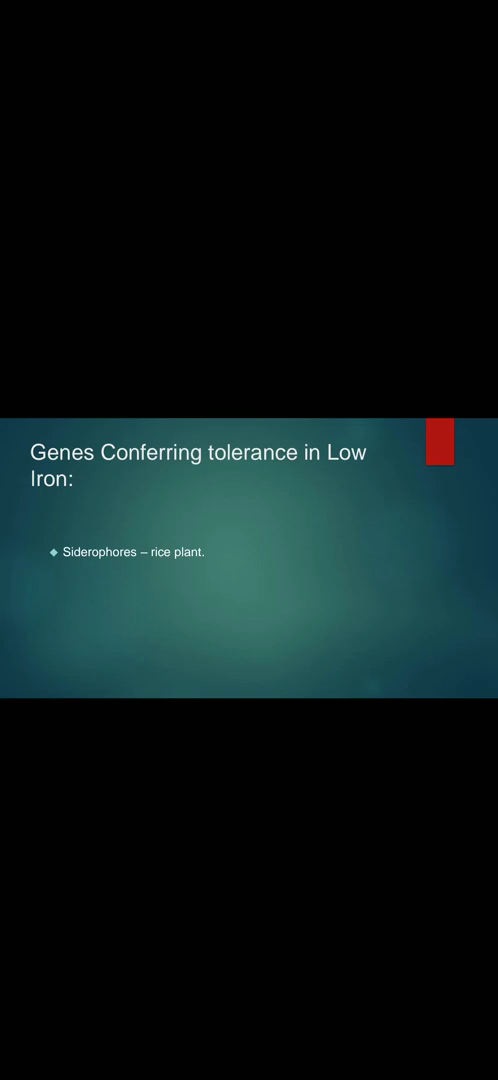 Genes Conferring tolerance in Low
Iron:
Siderophores – rice plant.